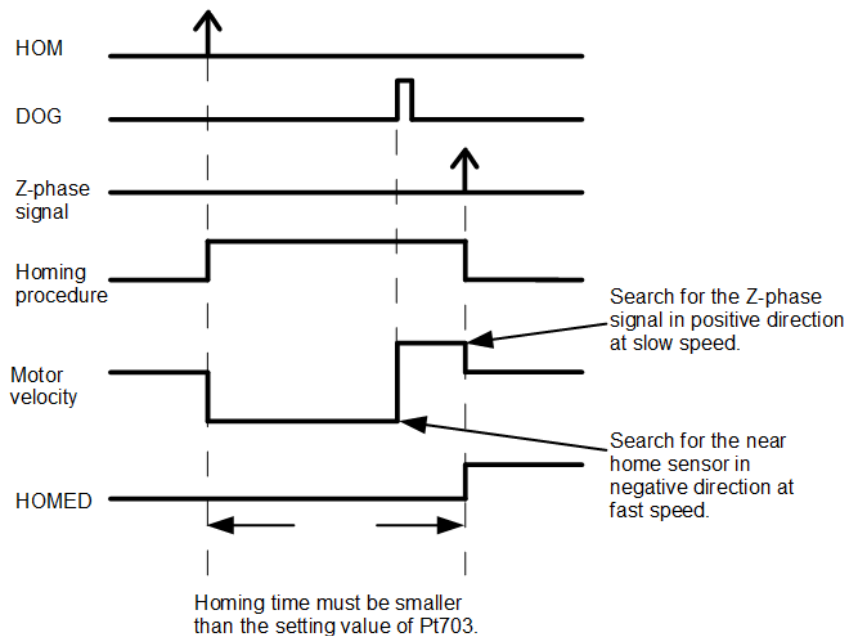 HOM
DOG
Z-phase
signal
Homing
procedure
Search for the Z-phase
signal in positive direction
at slow speed.
Motor
velocity
Search for the near
home sensor in
negative direction at
fast speed.
HOMED
Homing time must be smaller
than the setting value of Pt703.